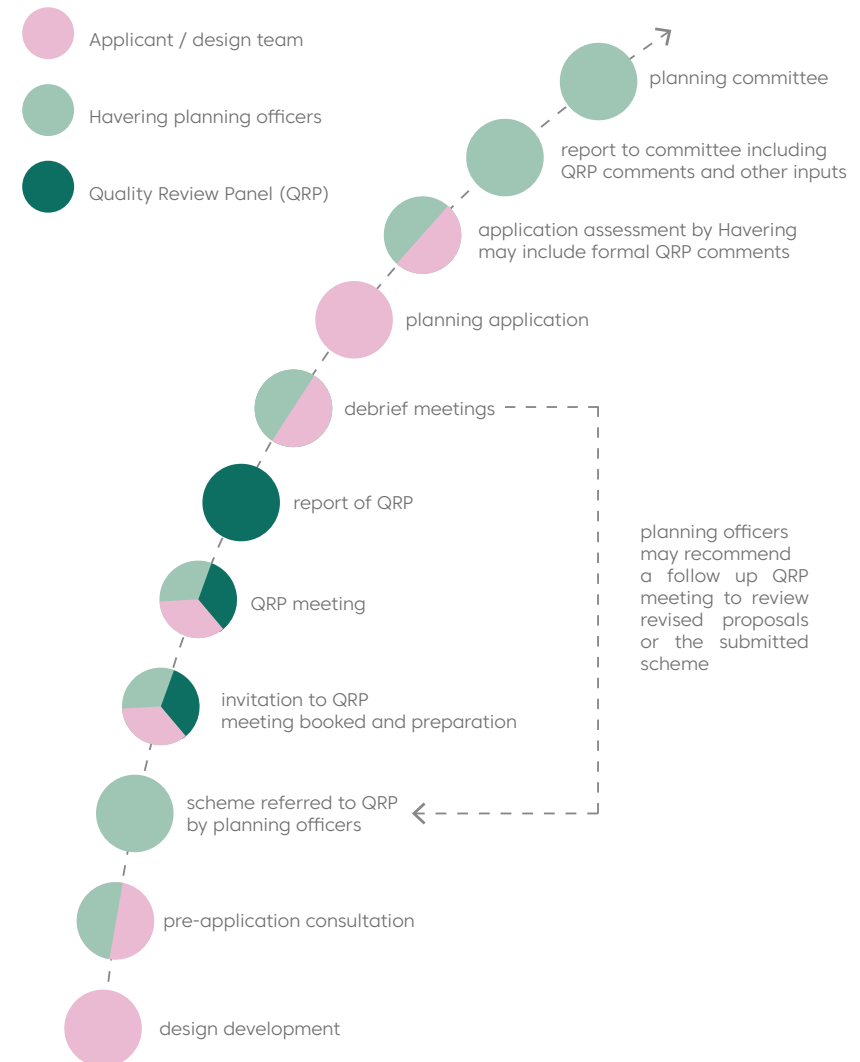 Applicant / design team
Havering planning officers
Quality Review Panel (QRP)
planning committee
report to committee including
QRP comments and other inputs
application assessment by Havering
may include formal QRP comments
planning application
debrief meetings
report of QRP
planning officers
may recommend
a follow up QRP
meeting to review
revised proposals
or the submitted
scheme
QRP meeting
invitation to QRP
meeting booked and preparation
scheme referred to QRP
by planning officers
pre-application consultation
design development